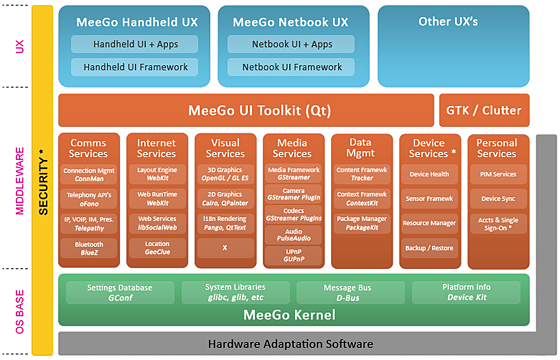 UX
MIDDLEWARE
OS BASE
SECURITY *
MeeGo Handheld UX
Handheld UI + Apps
Handheld UI Framework
MeeGo Netbook UX
Netbook UI + Apps
Netbook UI Framework
Other UX's
MeeGo UI Toolkit (Qt)
GTK / Clutter
Comms
Services
Connection Mgmt
ConnMan
Telephony API's
oFono
IP, VOIP, IM, Pres.
Telepathy
Bluetooth
BlueZ
Internet
Services
Layout Engine
WebKit
Web RunTime
WebKit
Web Services
libSocialWeb
Location
GeoClue
Visual
Services
3D Graphics
OpenGL / GL ES
2D Graphics
Cairo, QPainter
I18n Rendering
Pango, QtText
X
Media
Services
Media Framework
GStreamer
Camera
GStreamer Plugin
Codecs
GStreamer Plugins
Audio
PulseAudio
UPnP
GUPnP
Data
Mgmt
Content Framewk
Tracker
Context Framewk
ContextKit
Package Manager
PackageKit
Device
Services *
Device Health
Sensor Framewk
Resource Manager
Backup / Restore
Personal
Services
PIM Services
Device Sync
Accts & Single
Sign-On *
Settings Database
GConf
System Libraries
glibc, glib, etc
Message Bus
D-Bus
Platform Info
Device Kit
MeeGo Kernel
Hardware Adaptation Software